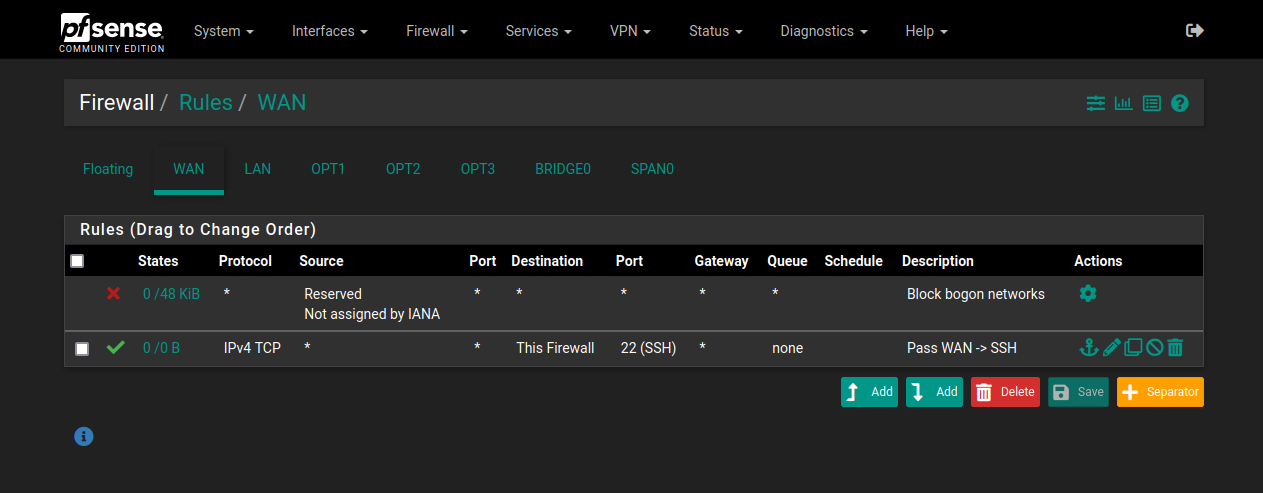 pfsense
COMMUNITY EDITION
System Interfaces Firewall Services VPN Status Diagnostics Help
Firewall / Rules / WAN
Floating WAN LAN OPT1 OPT2 OPT3 BRIDGE0 SPAN0
Rules (Drag to Change Order)
States Protocol Source Port Destination Port Gateway Queue Schedule Description Actions
0 /48 KiB * Reserved * * * * * Block bogon networks
Not assigned by IANA
0 /0 B IPv4 TCP * * This Firewall 22 (SSH) * none Pass WAN -> SSH
Add Add Delete Save Separator